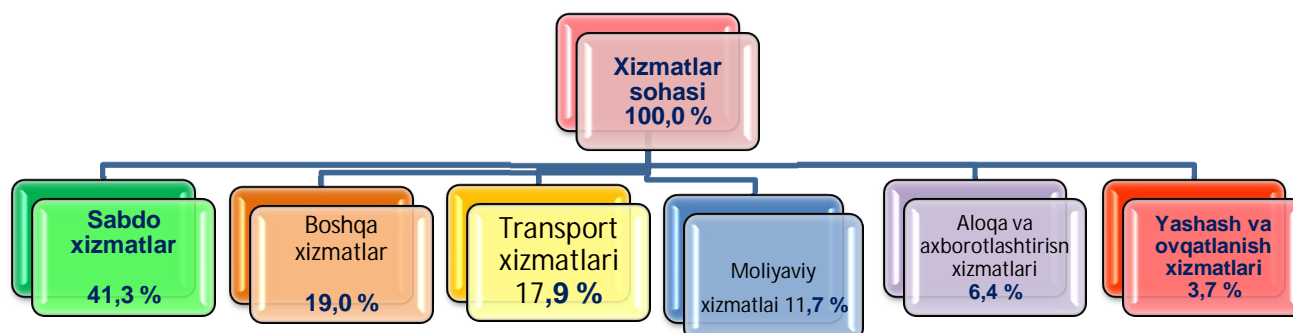 Xizmatlar
sohasi
100,0 %
Sabdo
xizmatlar
41,3 %
Boshqa
xizmatlar
19,0 %
Transport
xizmatlari
17,9 %
Moliyaviy
xizmatlai 11,7 %
Aloqa va
axborotlashtirisn
xizmatlari
6,4 %
Yashash va
ovqatlanish
xizmatlari
3,7 %